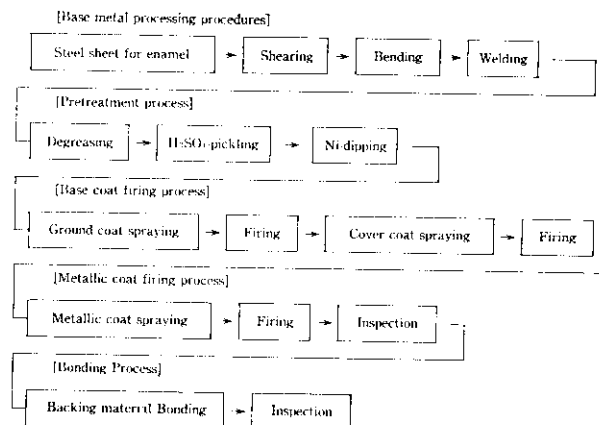 [Base metal processing procedures]
Steel sheet for enamel → Shearing → Bending → Welding
[Pretreatment process]
Degreasing → H₂SO₄-pickling → Ni-dipping
[Base coat firing process]
Ground coat spraying → Firing → Cover coat spraying → Firing
[Metallic coat firing process]
Metallic coat spraying → Firing → Inspection
[Bonding Process]
Backing material Bonding → Inspection